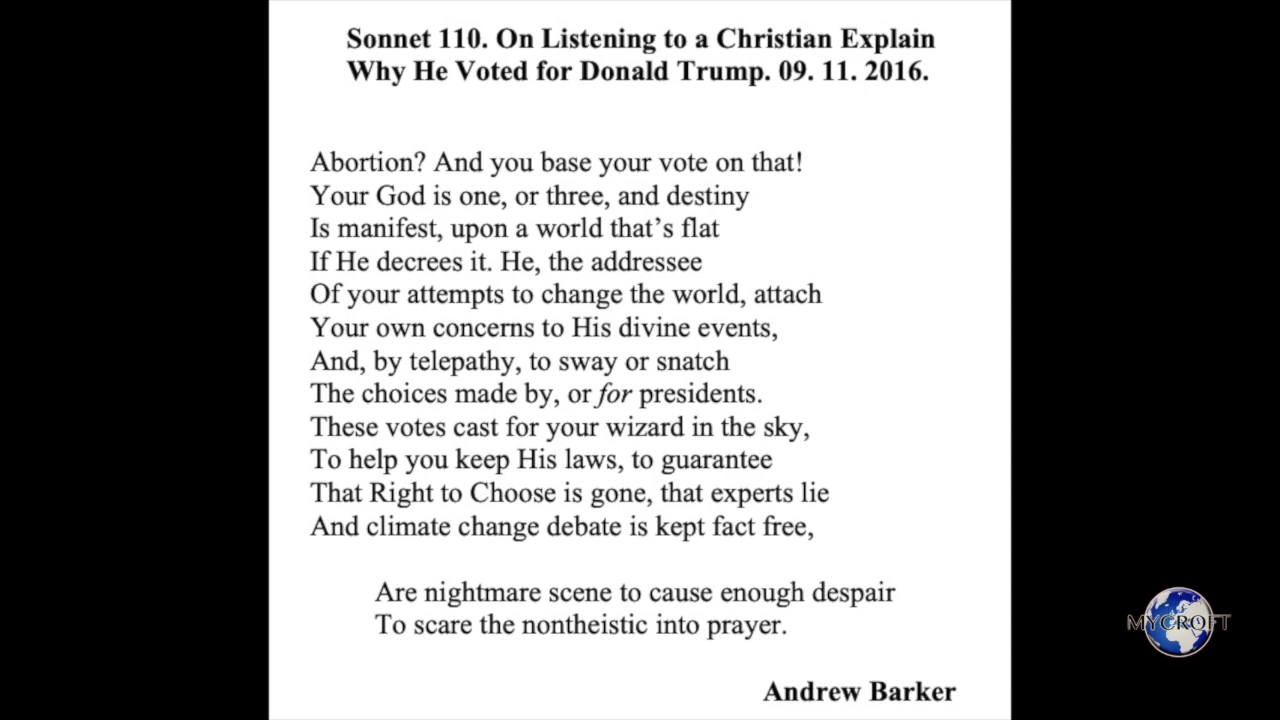 Sonnet 110. On Listening to a Christian Explain
Why He Voted for Donald Trump. 09. 11. 2016.
Abortion? And you base your vote on that!
Your God is one, or three, and destiny
Is manifest, upon a world that’s flat
If He decrees it. He, the addressee
Of your attempts to change the world, attach
Your own concerns to His divine events,
And, by telepathy, to sway or snatch
The choices made by, or for presidents.
These votes cast for your wizard in the sky,
To help you keep His laws, to guarantee
That Right to Choose is gone, that experts lie
And climate change debate is kept fact free,
Are nightmare scene to cause enough despair
To scare the nontheistic into prayer.
Andrew Barker
MYCROFT